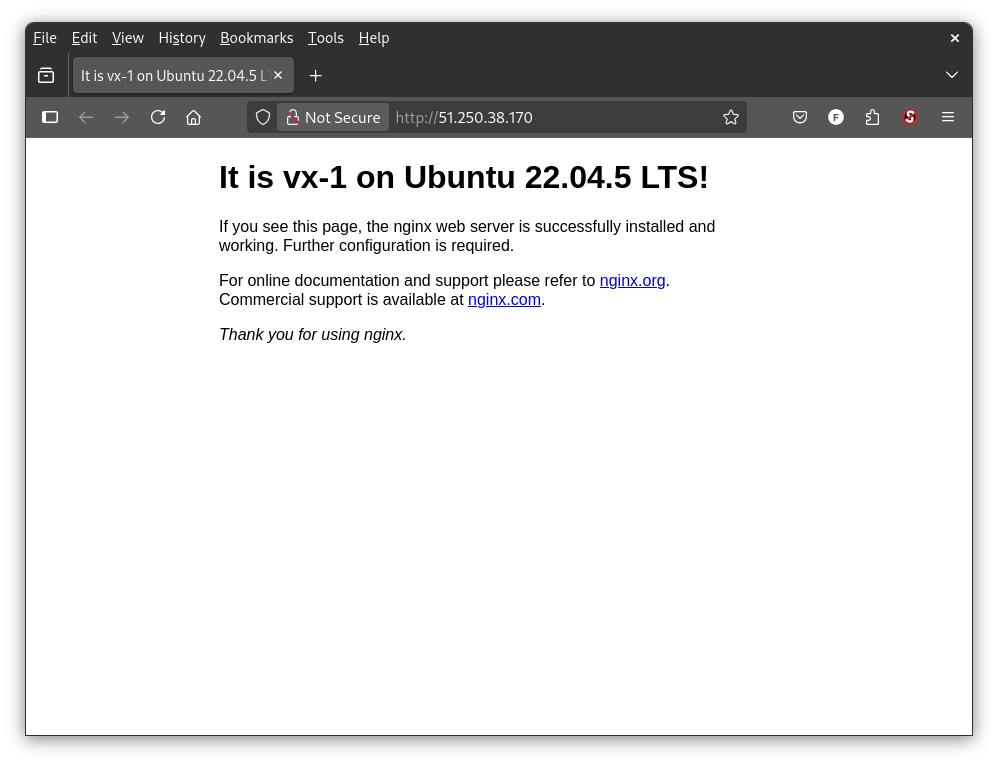 File Edit View History Bookmarks Tools Help
It is vx-1 on Ubuntu 22.04.5 L
Not Secure http://51.250.38.170
F
S
It is vx-1 on Ubuntu 22.04.5 LTS!
If you see this page, the nginx web server is successfully installed and
working. Further configuration is required.
For online documentation and support please refer to nginx.org.
Commercial support is available at nginx.com.
Thank you for using nginx.